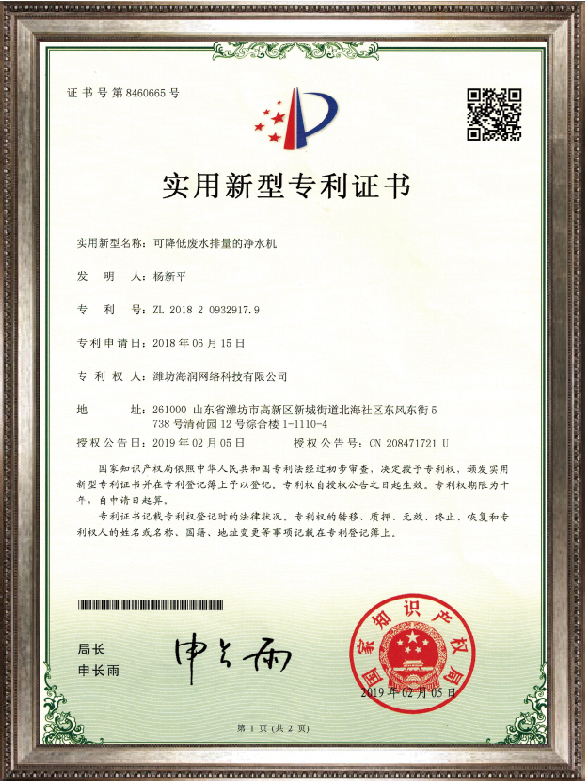 证书号第8460665号
实用新型专利证书
实用新型名称：可降低废水排量的净水机
发明人：杨新平
专利号：ZL 2018 2 0932917.9
专利申请日：2018年06月15日
专利权人：潍坊海润网络科技有限公司
地址：261000 山东省潍坊市高新区新城街道北海社区东风东街6
738号清荷园12号综合楼1-1110-4
授权公告日：2019年02月05日 授权公告号：CN 208471721 U
国家知识产权局依照中华人民共和国专利法经过初步审查，决定授予专利权，颁发实用
新型专利证书并在专利登记簿上予以登记。专利权自授权公告之日起生效。专利权期限为十
年，自申请日起算。
专利证书记载专利权登记时的法律状况。专利权的转移、质押、无效、终止、恢复和专
利权人的姓名或名称、国籍、地址变更等事项记载在专利登记簿上。
局长
申长雨
申长雨
国家知识产权局
2019年02月05日
第1页(共2页)